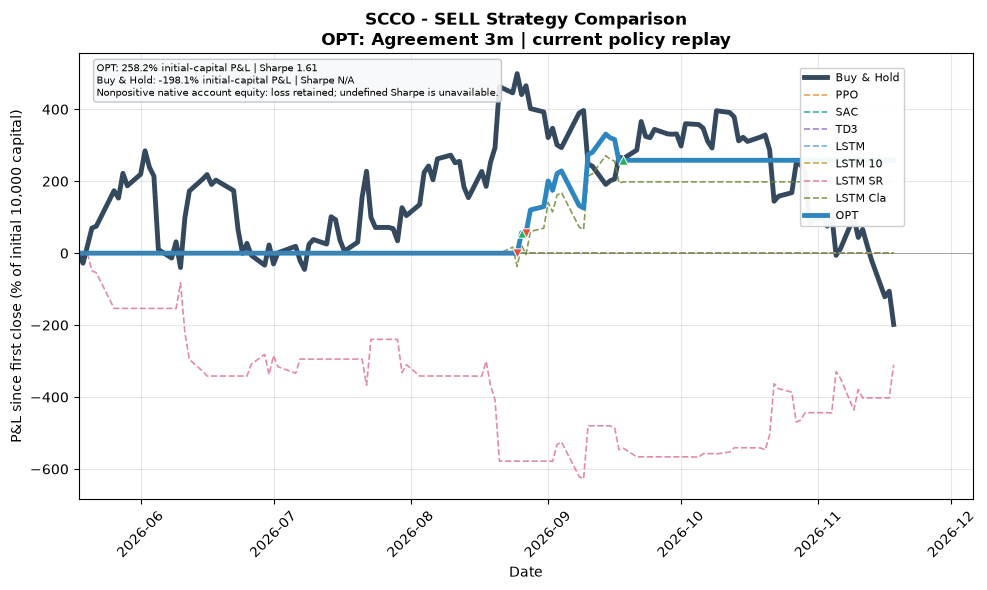 SCCO - SELL Strategy Comparison
OPT: Agreement 3m | current policy replay
OPT: 258.2% initial-capital P&L | Sharpe 1.61
Buy & Hold: -198.1% initial-capital P&L | Sharpe N/A
Nonpositive native account equity: loss retained; undefined Sharpe is unavailable.
Buy & Hold
PPO
SAC
TD3
LSTM
LSTM 10
LSTM SR
LSTM Cla
OPT
P&L since first close (% of initial 10,000 capital)
400
200
0
−200
−400
−600
2026-06
2026-07
2026-08
2026-09
2026-10
2026-11
2026-12
Date